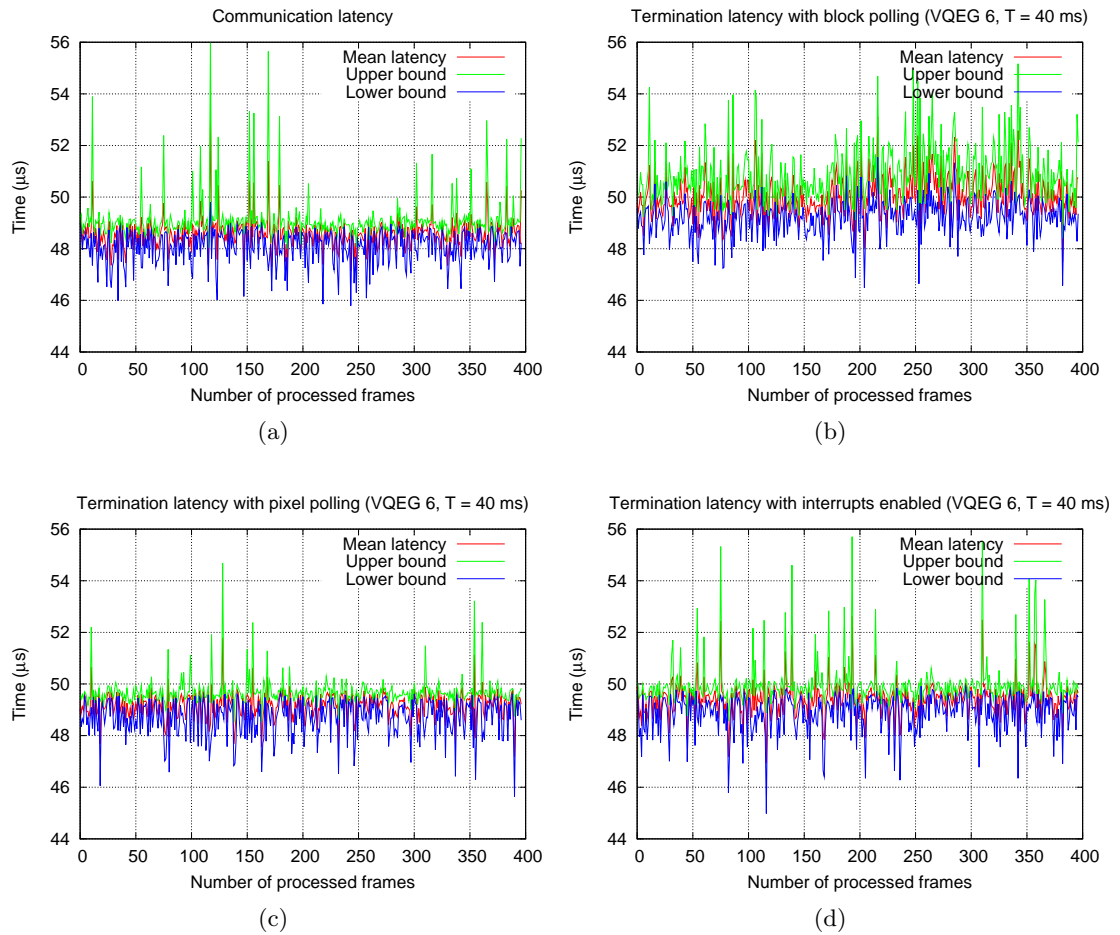 Communication latency
56
54
52
50
48
46
44
Time (µs)
Mean latency
Upper bound
Lower bound
0 50 100 150 200 250 300 350 400
Number of processed frames
(a)
Termination latency with block polling (VQEG 6, T = 40 ms)
56
54
52
50
48
46
44
Time (µs)
Mean latency
Upper bound
Lower bound
0 50 100 150 200 250 300 350 400
Number of processed frames
(b)
Termination latency with pixel polling (VQEG 6, T = 40 ms)
56
54
52
50
48
46
44
Time (µs)
Mean latency
Upper bound
Lower bound
0 50 100 150 200 250 300 350 400
Number of processed frames
(c)
Termination latency with interrupts enabled (VQEG 6, T = 40 ms)
56
54
52
50
48
46
44
Time (µs)
Mean latency
Upper bound
Lower bound
0 50 100 150 200 250 300 350 400
Number of processed frames
(d)